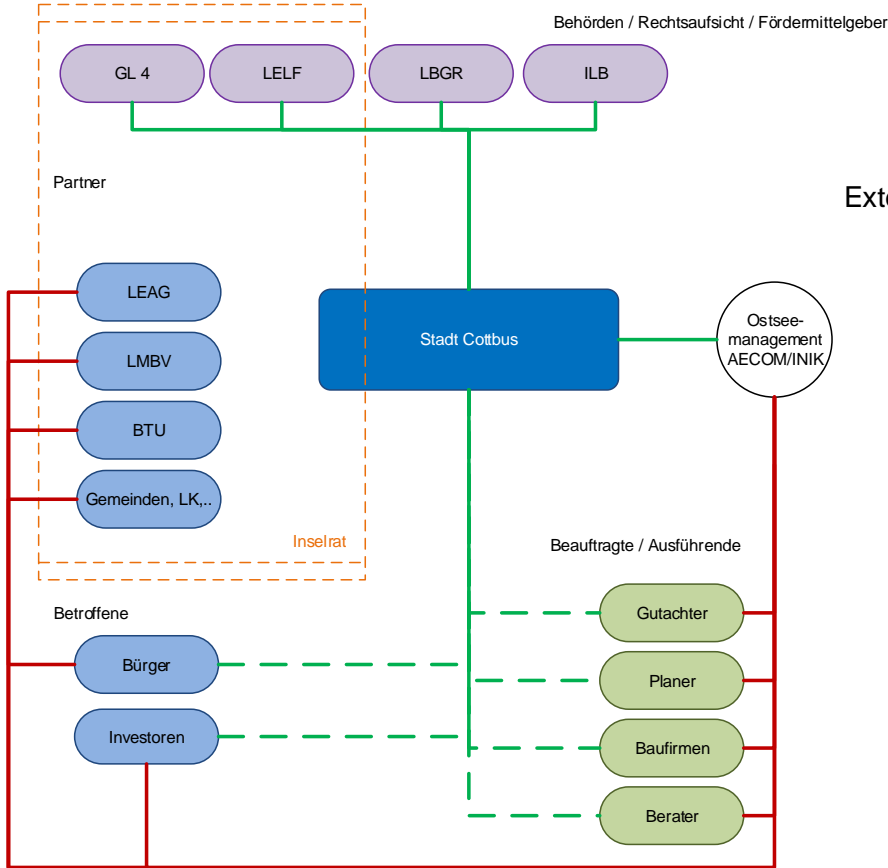 Behörden / Rechtsaufsicht / Fördermittelgeber
GL 4
LELF
LBGR
ILB
Partner
LEAG
Stadt Cottbus
Ostsee-
management
AECOM/INIK
LMBV
BTU
Gemeinden, LK,..
Inselrat
Beauftragte / Ausführende
Betroffene
Gutachter
Bürger
Planer
Investoren
Baufirmen
Berater